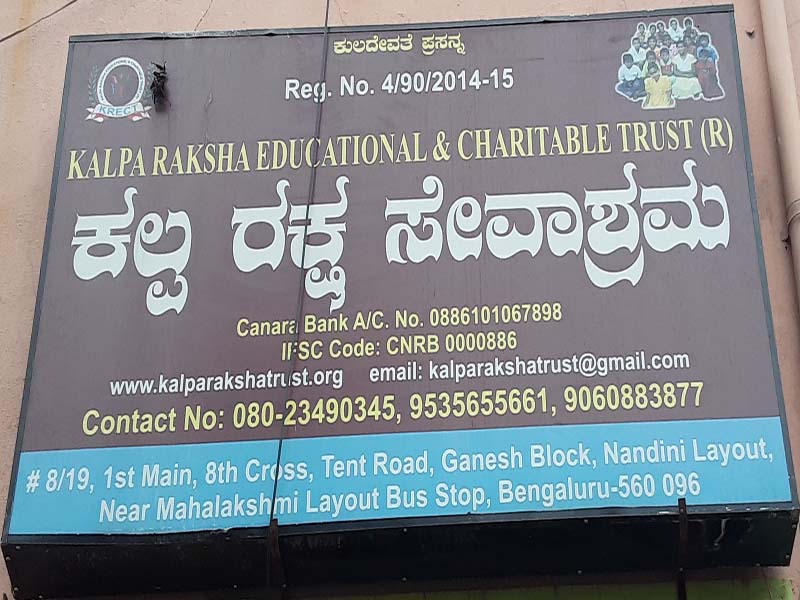 ಕುಲದೇವತೆ ಪ್ರಸನ್ನ
Reg. No. 4/90/2014-15
KRECT
KALPA RAKSHA EDUCATIONAL & CHARITABLE TRUST (R)
ಕಲ್ಪ ರಕ್ಷ ಸೇವಾಶ್ರಮ
Canara Bank A/C. No. 0886101067898
IFSC Code: CNRB 0000886
www.kalparakshatrust.org email: kalparakshatrust@gmail.com
Contact No: 080-23490345, 9535655661, 9060883877
# 8/19, 1st Main, 8th Cross, Tent Road, Ganesh Block, Nandini Layout,
Near Mahalakshmi Layout Bus Stop, Bengaluru-560 096